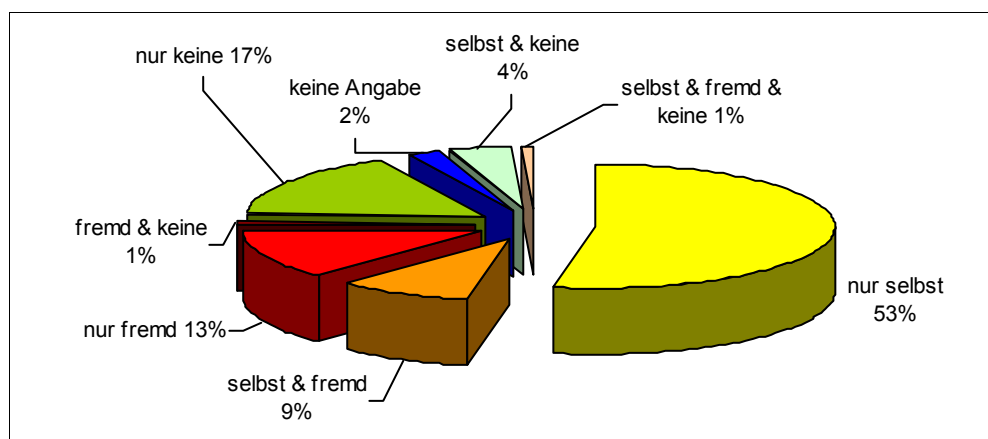 selbst & keine
4%
nur keine 17%
keine Angabe
2%
selbst & fremd &
keine 1%
fremd & keine
1%
nur selbst
53%
nur fremd 13%
selbst & fremd
9%